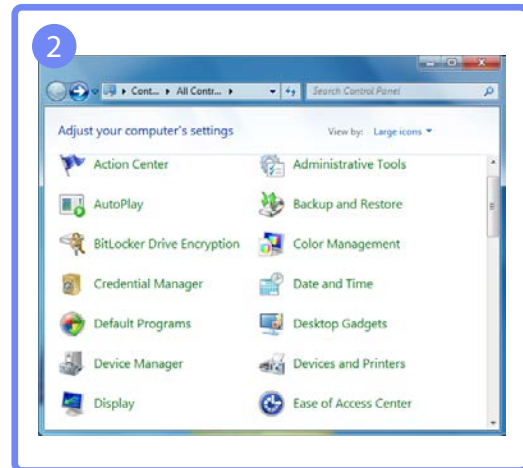 2
Cont... ▸ All Contr... ▸
Search Control Panel
Adjust your computer's settings
View by: Large icons
Action Center
Administrative Tools
AutoPlay
Backup and Restore
BitLocker Drive Encryption
Color Management
Credential Manager
Date and Time
Default Programs
Desktop Gadgets
Device Manager
Devices and Printers
Display
Ease of Access Center